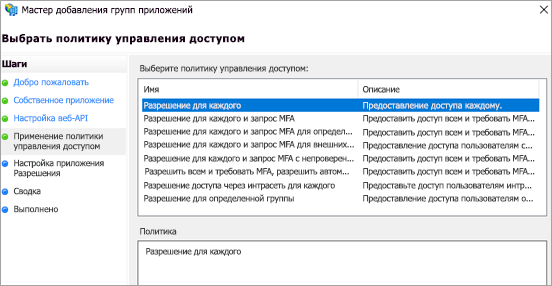 Мастер добавления групп приложений
Выбрать политику управления доступом
Шаги
Добро пожаловать
Собственное приложение
Настройка веб-API
Применение политики
управления доступом
Настройка приложения
Разрешения
Сводка
Выполнено
Выберите политику управления доступом:
Имя Описание
Разрешение для каждого Предоставление доступа каждому.
Разрешение для каждого и запрос MFA Предоставить доступ всем и требовать MFA...
Разрешение для каждого и запрос MFA для определ... Предоставить доступ всем и требовать MFA...
Разрешение для каждого и запрос MFA для внешних... Предоставление доступа пользователям с...
Разрешение для каждого и запрос MFA с непроверен... Предоставить доступ всем и требовать MFA...
Разрешить всем и требовать MFA, разрешить автом... Предоставить доступ всем и требовать MFA...
Разрешение доступа через интрасеть для каждого Предоставьте доступ пользователям интр...
Разрешение для определенной группы Предоставление доступа пользователям о...
Политика
Разрешение для каждого